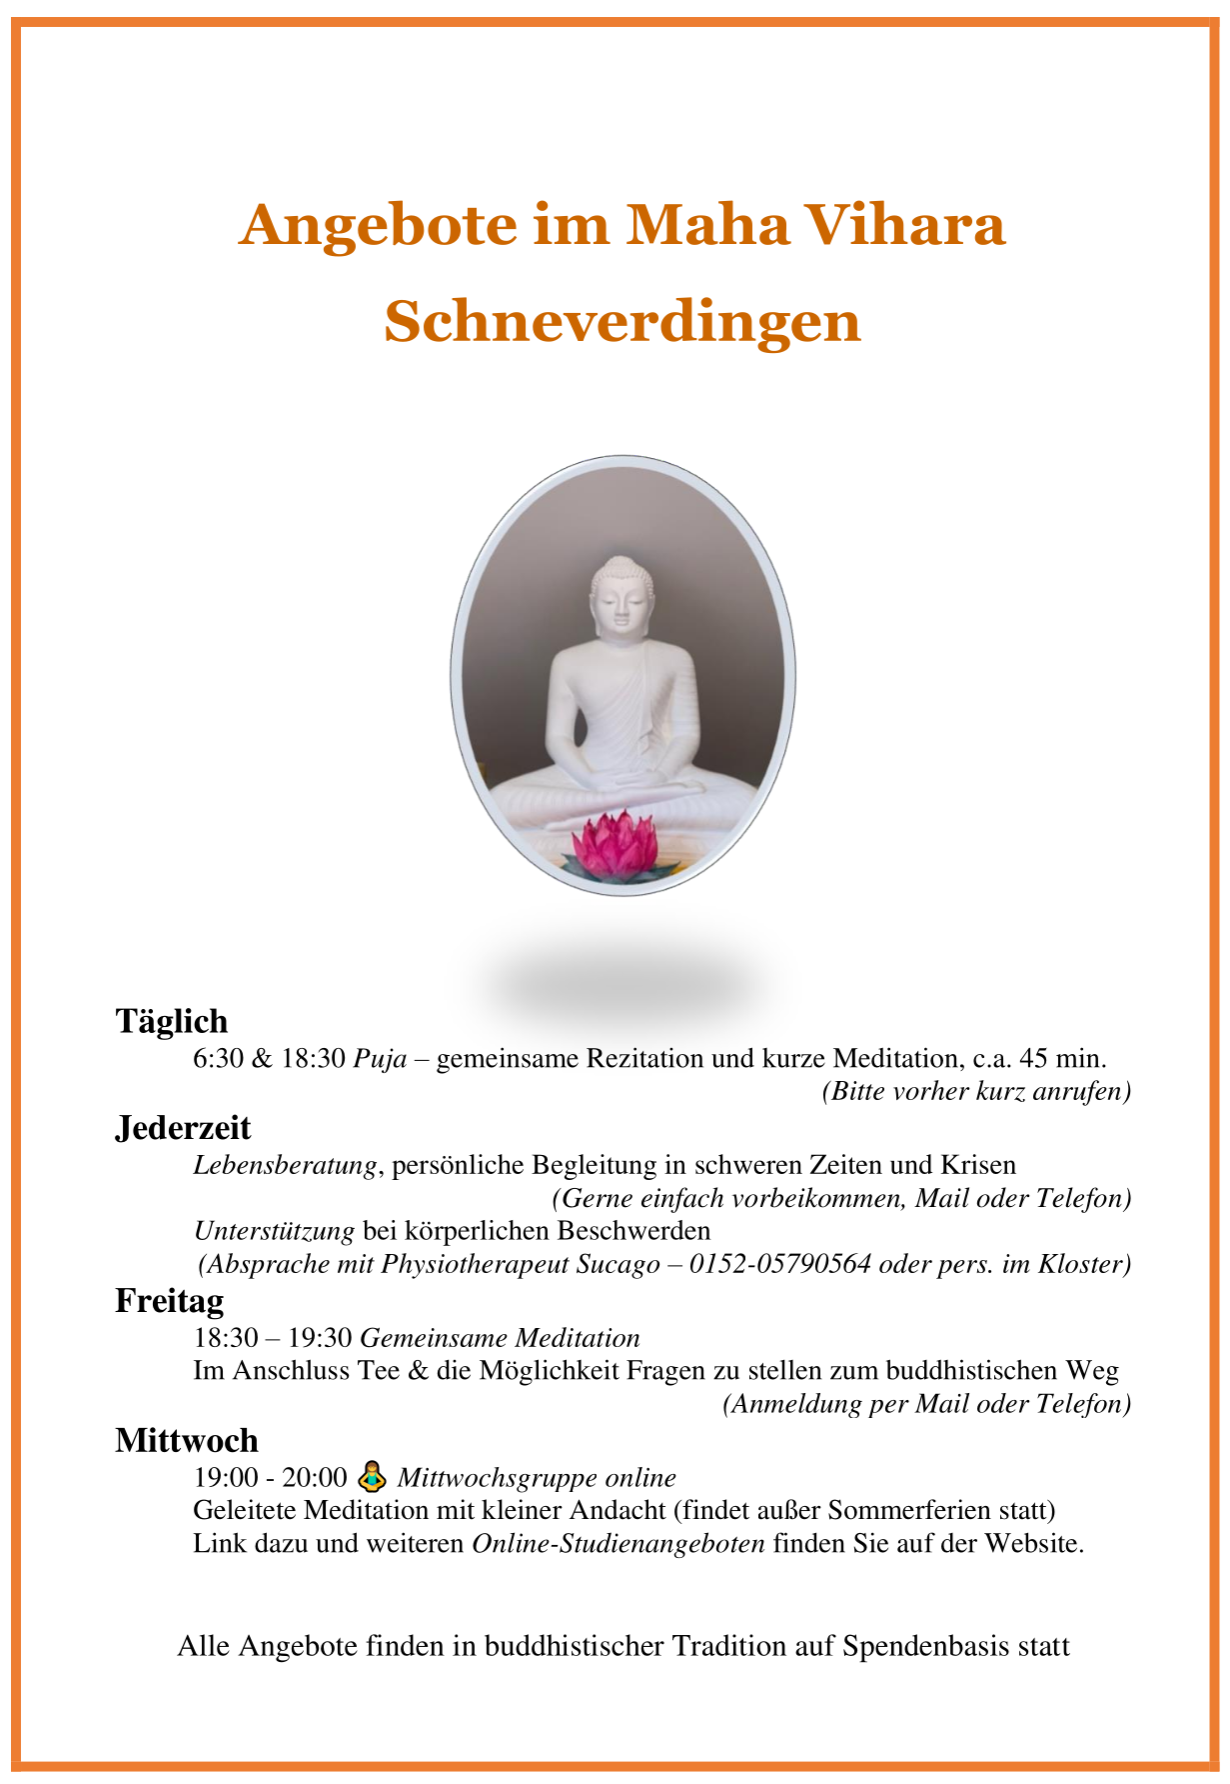 Angebote im Maha Vihara
Schneverdingen
Täglich
6:30 & 18:30 Puja – gemeinsame Rezitation und kurze Meditation, c.a. 45 min.
(Bitte vorher kurz anrufen)
Jederzeit
Lebensberatung, persönliche Begleitung in schweren Zeiten und Krisen
(Gerne einfach vorbeikommen, Mail oder Telefon)
Unterstützung bei körperlichen Beschwerden
(Absprache mit Physiotherapeut Sucago – 0152-05790564 oder pers. im Kloster)
Freitag
18:30 – 19:30 Gemeinsame Meditation
Im Anschluss Tee & die Möglichkeit Fragen zu stellen zum buddhistischen Weg
(Anmeldung per Mail oder Telefon)
Mittwoch
19:00 - 20:00 🧘 Mittwochsgruppe online
Geleitete Meditation mit kleiner Andacht (findet außer Sommerferien statt)
Link dazu und weiteren Online-Studienangeboten finden Sie auf der Website.
Alle Angebote finden in buddhistischer Tradition auf Spendenbasis statt